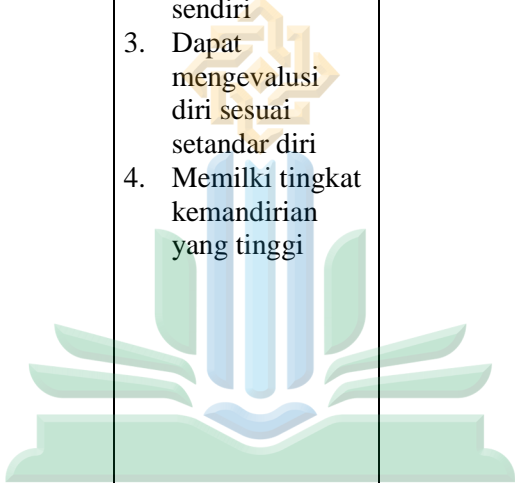 sendiri
3. Dapat
mengevalusi
diri sesuai
setandar diri
4. Memilki tingkat
kemandirian
yang tinggi